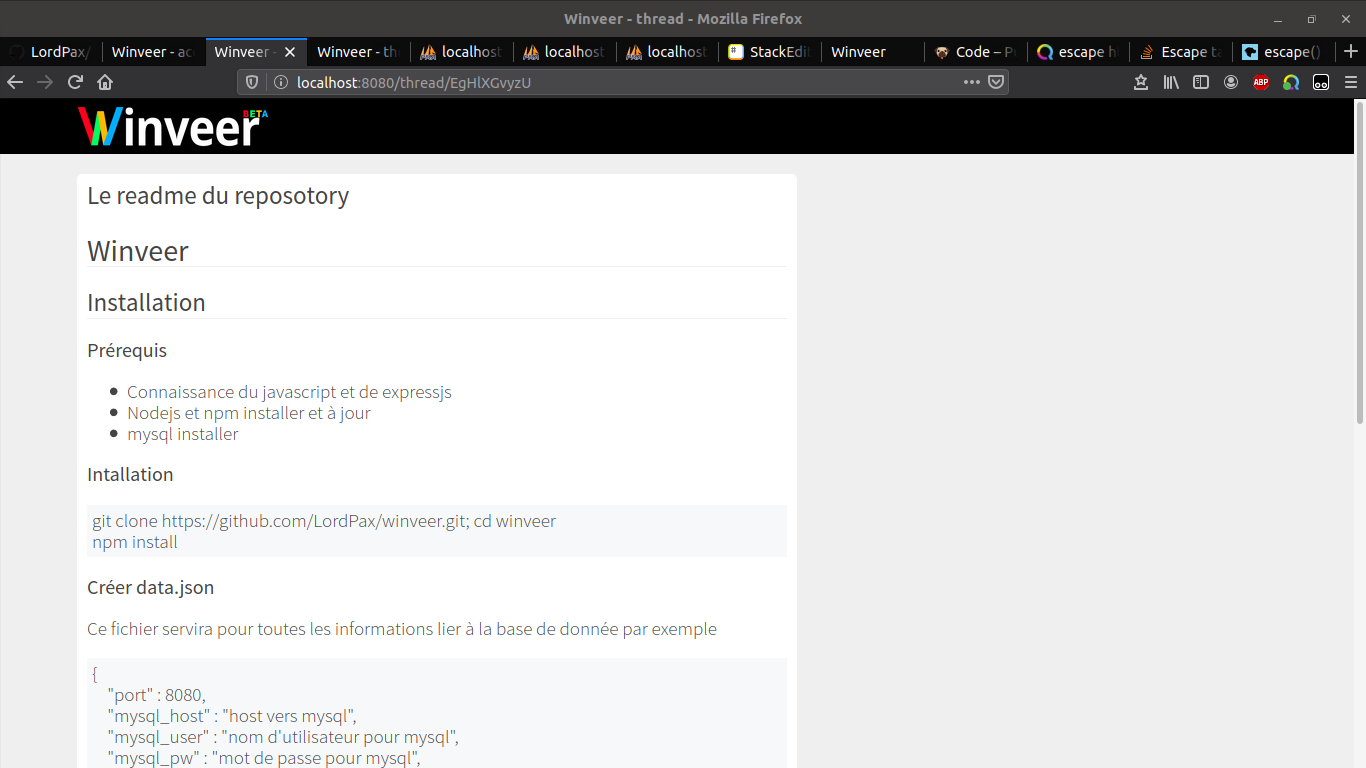 Winveer - thread - Mozilla Firefox
LordPax/ Winveer - ac Winveer - Winveer - th localhost localhost localhost StackEdi Winveer Code – P escape h Escape ta escape()
localhost:8080/thread/EgHlXGvyzU
ABP
Winveer BETA
Le readme du reposotory
Winveer
Installation
Prérequis
Connaissance du javascript et de expressjs
Nodejs et npm installer et à jour
mysql installer
Intallation
git clone https://github.com/LordPax/winveer.git; cd winveer
npm install
Créer data.json
Ce fichier servira pour toutes les informations lier à la base de donnée par exemple
{
"port" : 8080,
"mysql_host" : "host vers mysql",
"mysql_user" : "nom d'utilisateur pour mysql",
"mysql_pw" : "mot de passe pour mysql",